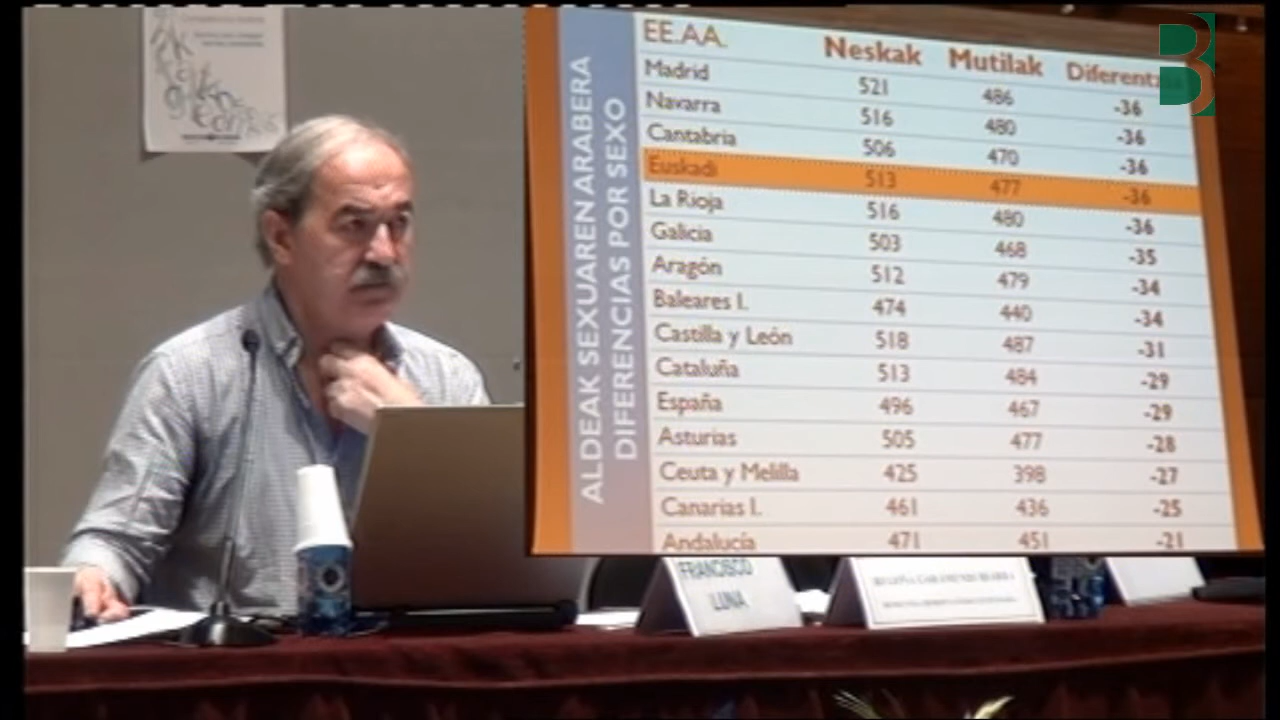 ALDEAK SEXUAREN ARABERA
DIFERENCIAS POR SEXO
EE.AA. Neskak Mutilak
Madrid 521 486 -36
Navarra 516 480 -36
Cantabria 506 470 -36
Euskadi 513 477 -36
La Rioja 516 480 -36
Galicia 503 468 -35
Aragón 512 479 -34
Baleares I. 474 440 -34
Castilla y León 518 487 -31
Cataluña 513 484 -29
España 496 467 -29
Asturias 505 477 -28
Ceuta y Melilla 425 398 -27
Canarias I. 461 436 -25
Andalucía 471 451 -21
FRANCISCO
LUNA